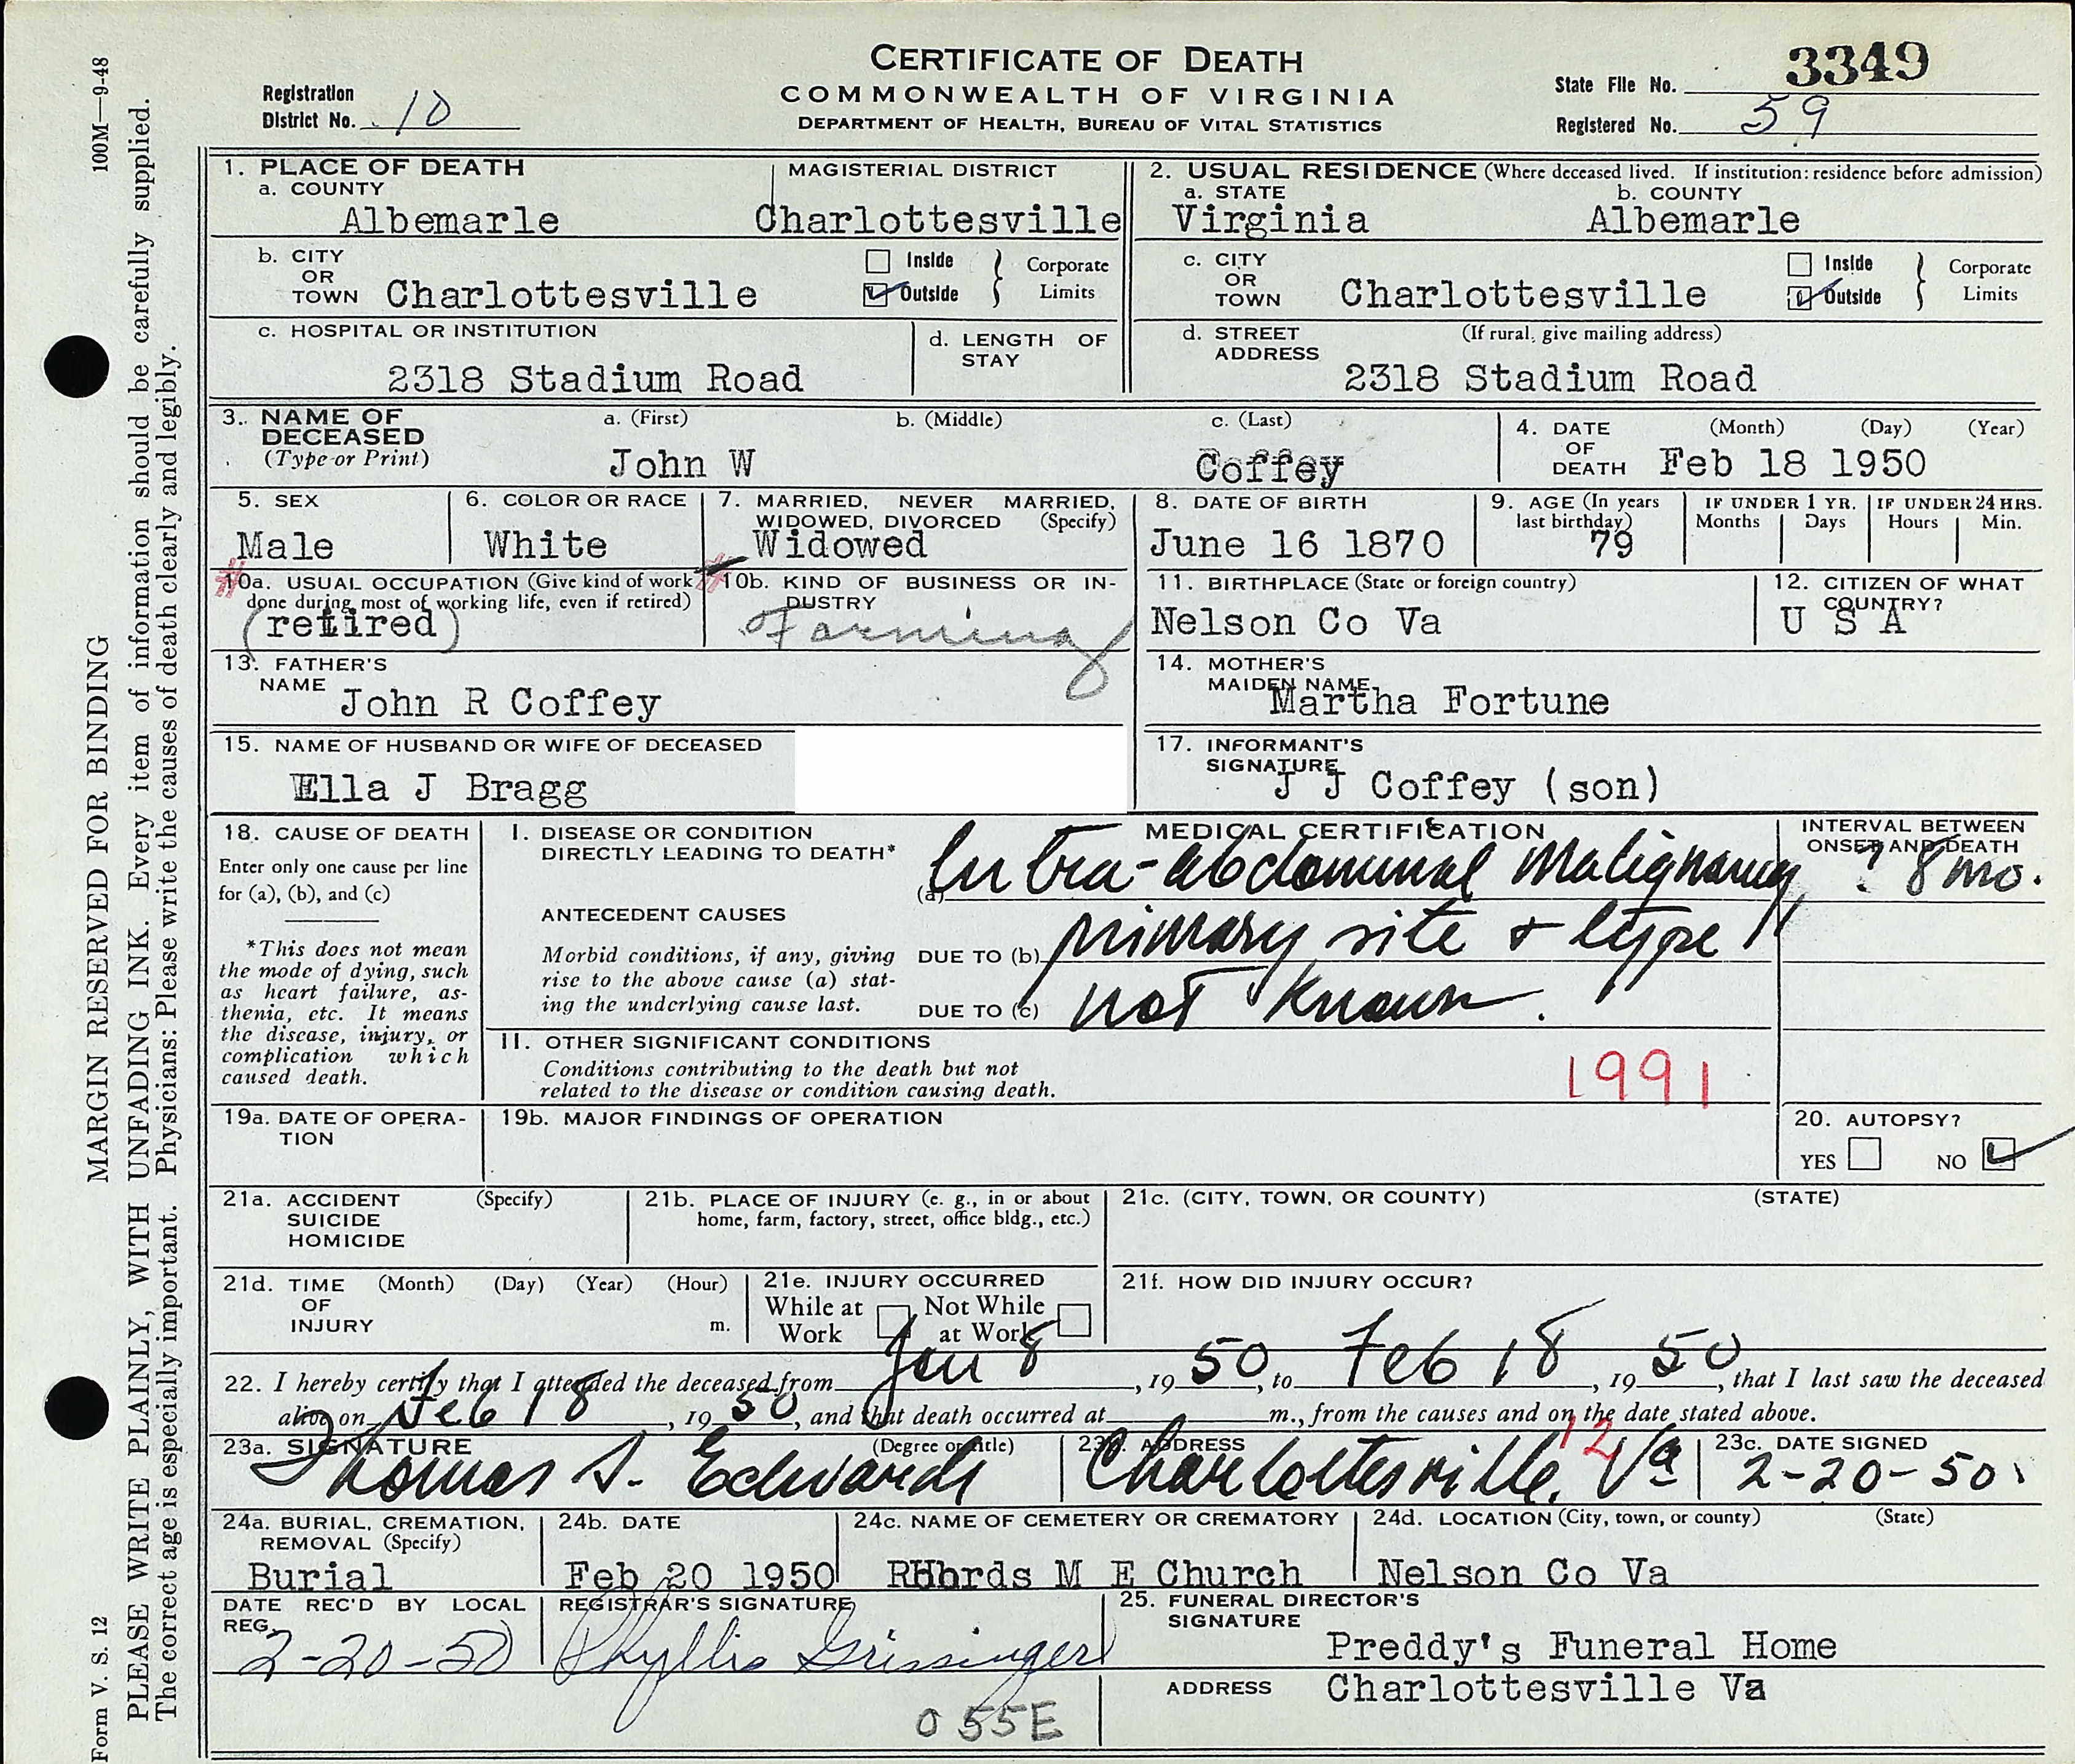 CERTIFICATE OF DEATH
COMMONWEALTH OF VIRGINIA
DEPARTMENT OF HEALTH, BUREAU OF VITAL STATISTICS
Registration
District No. 10
State File No. 3349
Registered No. 59
100M—9-48
MARGIN RESERVED FOR BINDING
PLEASE WRITE PLAINLY, WITH UNFADING INK. Every item of information should be carefully supplied.
The correct age is especially important. Physicians: Please write the causes of death clearly and legibly.
Form V. S. 12
1. PLACE OF DEATH
a. COUNTY
MAGISTERIAL DISTRICT
Albemarle Charlottesville
2. USUAL RESIDENCE (Where deceased lived. If institution: residence before admission)
a. STATE b. COUNTY
Virginia Albemarle
b. CITY OR TOWN Charlottesville
Inside
Outside
Corporate Limits
c. CITY OR TOWN Charlottesville
Inside
Outside
Corporate Limits
c. HOSPITAL OR INSTITUTION
2318 Stadium Road
d. LENGTH OF STAY
d. STREET ADDRESS (If rural, give mailing address)
2318 Stadium Road
3. NAME OF DECEASED
(Type or Print)
a. (First) b. (Middle) c. (Last)
John W Coffey
4. DATE OF DEATH (Month) (Day) (Year)
Feb 18 1950
5. SEX
Male
6. COLOR OR RACE
White
7. MARRIED, NEVER MARRIED, WIDOWED, DIVORCED (Specify)
Widowed
8. DATE OF BIRTH
June 16 1870
9. AGE (In years last birthday)
79
IF UNDER 1 YR. IF UNDER 24 HRS.
Months Days Hours Min.
10a. USUAL OCCUPATION (Give kind of work done during most of working life, even if retired)
(retired)
10b. KIND OF BUSINESS OR INDUSTRY
Farming
11. BIRTHPLACE (State or foreign country)
Nelson Co Va
12. CITIZEN OF WHAT COUNTRY?
U S A
13. FATHER'S NAME
John R Coffey
14. MOTHER'S MAIDEN NAME
Martha Fortune
15. NAME OF HUSBAND OR WIFE OF DECEASED
Ella J Bragg
17. INFORMANT'S SIGNATURE
J J Coffey (son)
18. CAUSE OF DEATH
Enter only one cause per line for (a), (b), and (c)
*This does not mean the mode of dying, such as heart failure, asthenia, etc. It means the disease, injury, or complication which caused death.
MEDICAL CERTIFICATION
INTERVAL BETWEEN ONSET AND DEATH
I. DISEASE OR CONDITION DIRECTLY LEADING TO DEATH*
(a) Intra-abdominal Malignancy ? 8 mo.
ANTECEDENT CAUSES
Morbid conditions, if any, giving rise to the above cause (a) stating the underlying cause last.
DUE TO (b) primary site & type
DUE TO (c) not known.
II. OTHER SIGNIFICANT CONDITIONS
Conditions contributing to the death but not related to the disease or condition causing death.
1991
19a. DATE OF OPERATION
19b. MAJOR FINDINGS OF OPERATION
20. AUTOPSY?
YES NO
21a. ACCIDENT SUICIDE HOMICIDE (Specify)
21b. PLACE OF INJURY (e. g., in or about home, farm, factory, street, office bldg., etc.)
21c. (CITY, TOWN, OR COUNTY) (STATE)
21d. TIME OF INJURY (Month) (Day) (Year) (Hour)
m.
21e. INJURY OCCURRED
While at Work Not While at Work
21f. HOW DID INJURY OCCUR?
22. I hereby certify that I attended the deceased from Jan 8, 1950, to Feb 18, 1950, that I last saw the deceased
alive on Feb 18, 1950, and that death occurred at m., from the causes and on the date stated above.
12
23a. SIGNATURE (Degree or title)
Thomas S. Edwards
23b. ADDRESS
Charlottesville, Va
23c. DATE SIGNED
2-20-50
24a. BURIAL, CREMATION, REMOVAL (Specify)
Burial
24b. DATE
Feb 20 1950
24c. NAME OF CEMETERY OR CREMATORY
M E Church
24d. LOCATION (City, town, or county) (State)
Nelson Co Va
DATE REC'D BY LOCAL REG.
2-20-50
REGISTRAR'S SIGNATURE
Phyllis Grissinger
25. FUNERAL DIRECTOR'S SIGNATURE
Preddy's Funeral Home
ADDRESS Charlottesville Va
055E